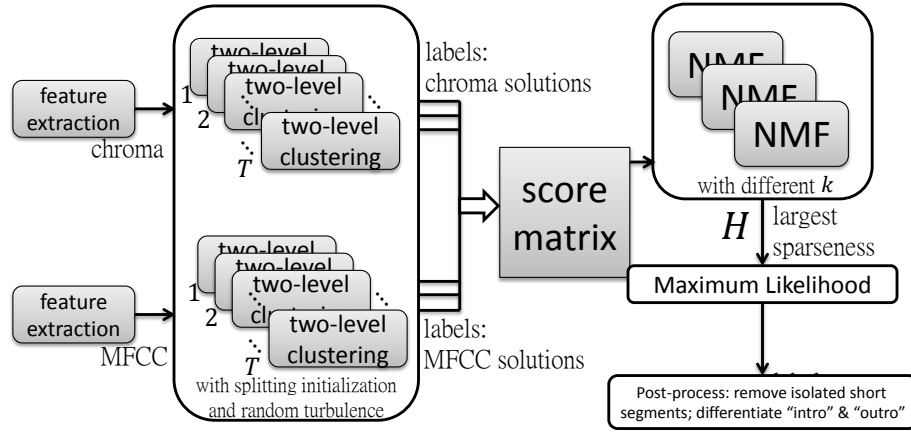 feature
extraction
chroma
two-level
two-level
two-level
two-level
clustering
1
2
T
labels:
chroma solutions
feature
extraction
MFCC
two-level
two-level
two-level
two-level
clustering
1
2
T
labels:
MFCC solutions
with splitting initialization
and random turbulence
score
matrix
NMF
NMF
NMF
with different k
H
largest
sparseness
Maximum Likelihood
Post-process: remove isolated short
segments; differentiate “intro” & “outro”